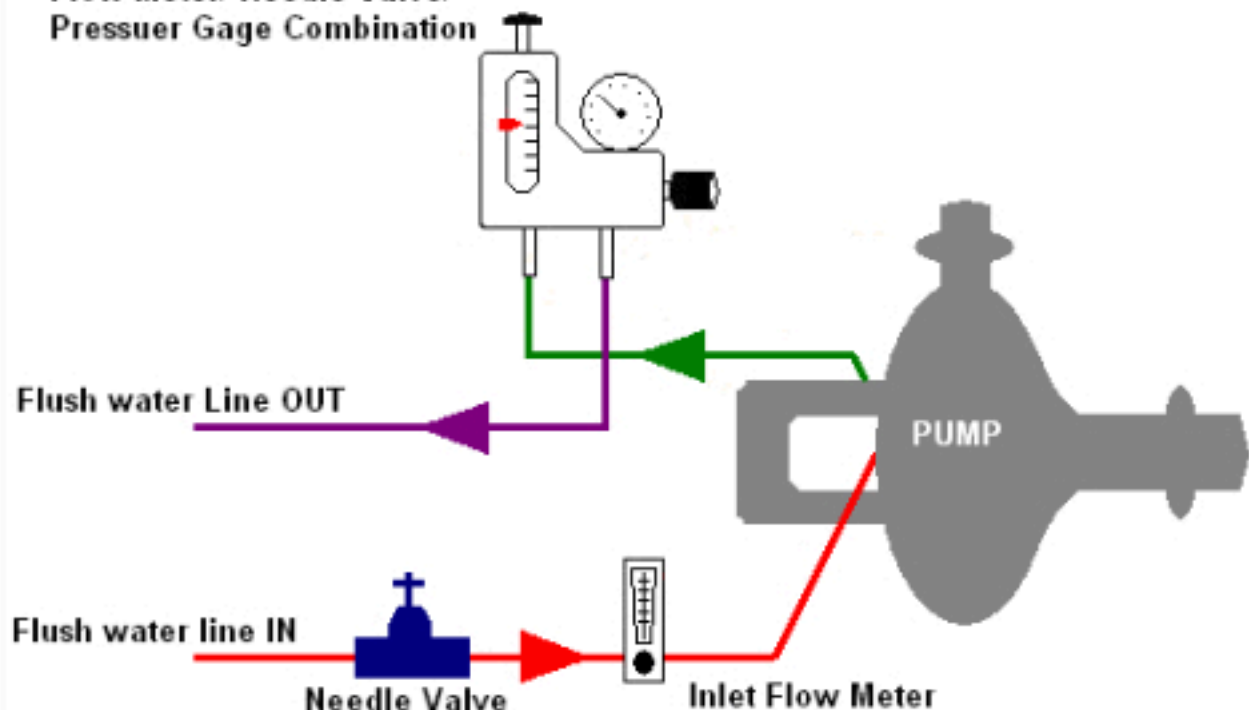 Pressuer Gage Combination
Flush water Line OUT
PUMP
Flush water line IN
Needle Valve
Inlet Flow Meter